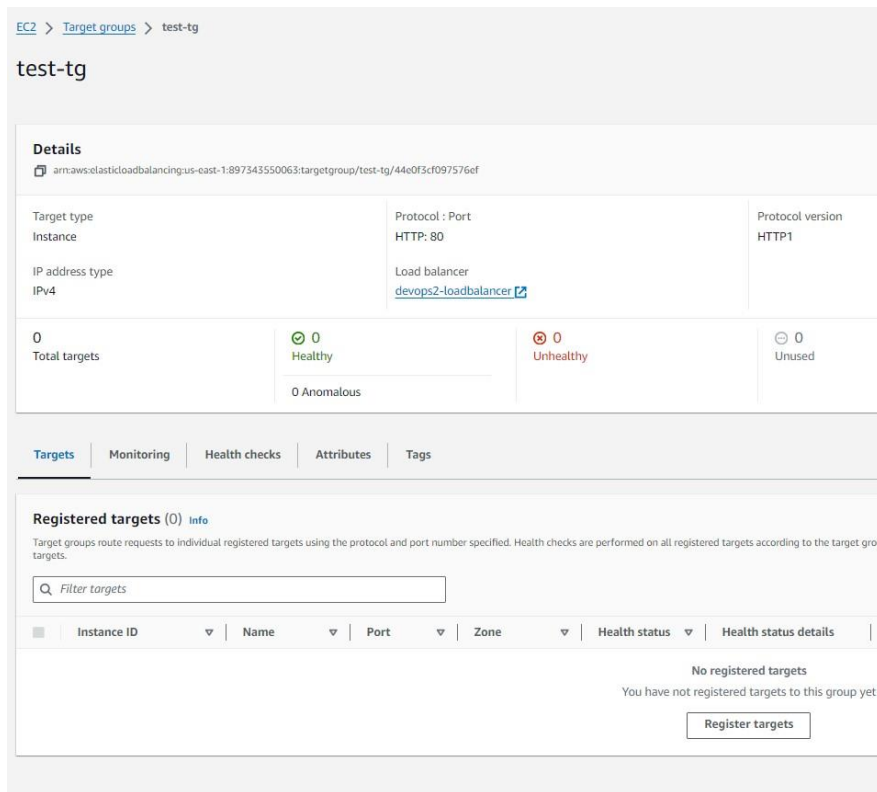 EC2 > Target groups > test-tg
test-tg
Details
arn:aws:elasticloadbalancing:us-east-1:897343550063:targetgroup/test-tg/44e0f3cf097576ef
Target type
Instance
Protocol : Port
HTTP: 80
Protocol version
HTTP1
IP address type
IPv4
Load balancer
devops2-loadbalancer
0
Total targets
0
Healthy
0 Anomalous
0
Unhealthy
0
Unused
Targets
Monitoring
Health checks
Attributes
Tags
Registered targets (0) Info
Target groups route requests to individual registered targets using the protocol and port number specified. Health checks are performed on all registered targets according to the target gro
targets.
Filter targets
Instance ID
Name
Port
Zone
Health status
Health status details
No registered targets
You have not registered targets to this group yet
Register targets